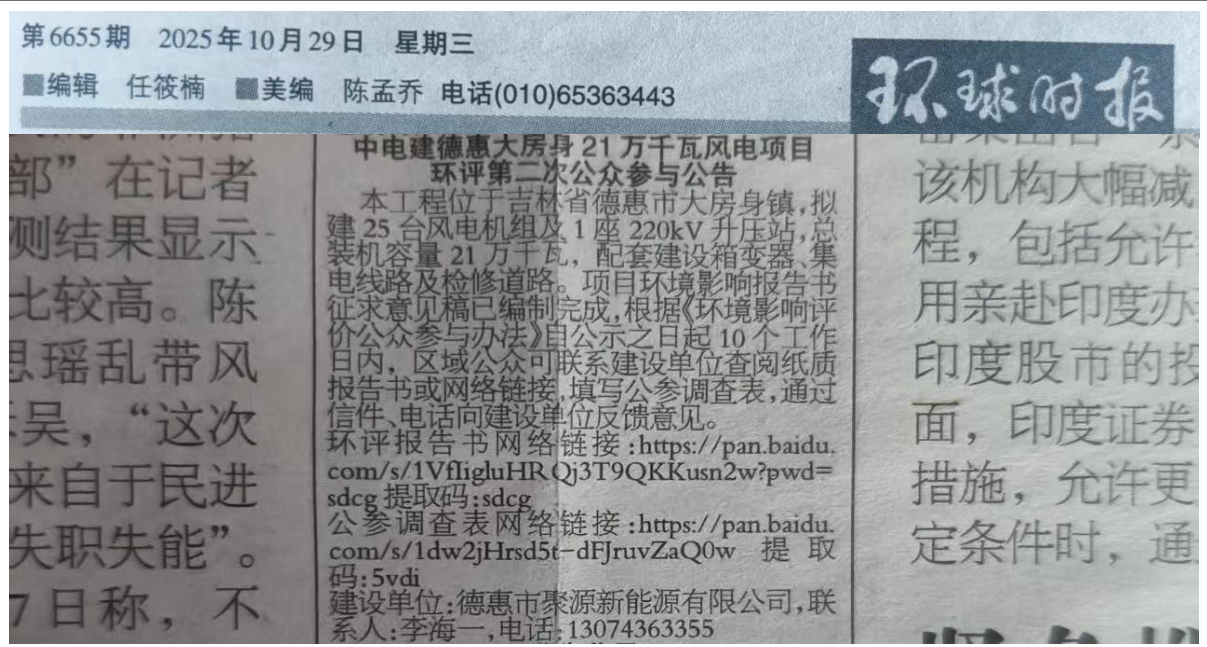 第6655期 2025年10月29日 星期三
■编辑 任筱楠 ■美编 陈孟乔 电话(010)65363443
环球时报
部”在记者
测结果显示
比较高。陈
思瑶乱带风
吴，“这次
来自于民进
失职失能”。
7日称，不
中电建德惠大房身21万千瓦风电项目
环评第二次公众参与公告
本工程位于吉林省德惠市大房身镇,拟
建25台风电机组及1座220kV升压站,总
装机容量21万千瓦，配套建设箱变器、集
电线路及检修道路。项目环境影响报告书
征求意见稿已编制完成,根据《环境影响评
价公众参与办法》自公示之日起10个工作
日内，区域公众可联系建设单位查阅纸质
报告书或网络链接,填写公参调查表,通过
信件、电话向建设单位反馈意见。
环评报告书网络链接:https://pan.baidu.
com/s/1VfIigluHRQj3T9QKKusn2w?pwd=
sdcg提取码:sdcg
公参调查表网络链接:https://pan.baidu.
com/s/1dw2jHrsd5t-dFJruvZaQ0w 提取
码:5vdi
建设单位:德惠市聚源新能源有限公司,联
系人:李海一,电话:13074363355
该机构大幅减
程，包括允许
用亲赴印度办
印度股市的投
面，印度证券
措施，允许更
定条件时，通